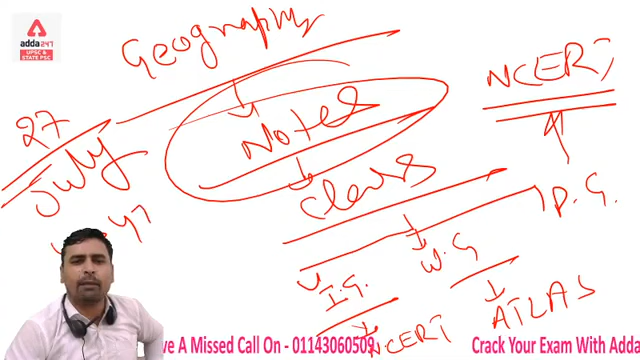 adda247
UPSC &
STATE PSC
Geography
NCERT
27
July
Notes
Class
P.G.
I.G.
W.G
NCERT
ATLAS
ve A Missed Call On - 01143060509
Crack Your Exam With Adda